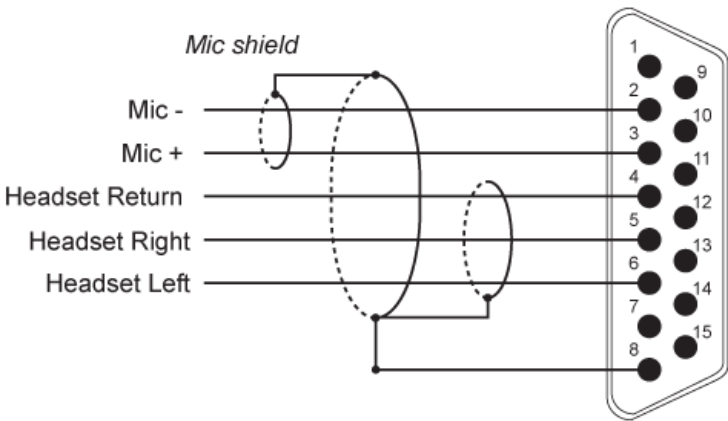 Mic shield
Mic -
Mic +
Headset Return
Headset Right
Headset Left
1
2
3
4
5
6
7
8
9
10
11
12
13
14
15